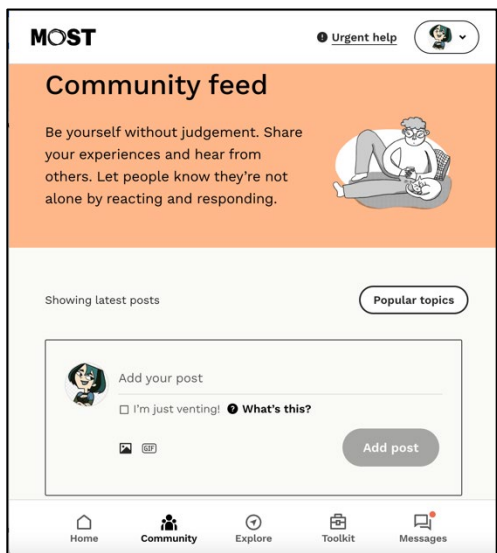 MOST
Urgent help
Community feed
Be yourself without judgement. Share
your experiences and hear from
others. Let people know they’re not
alone by reacting and responding.
Showing latest posts
Popular topics
Add your post
I'm just venting! What’s this?
GIF
Add post
Home Community Explore Toolkit Messages